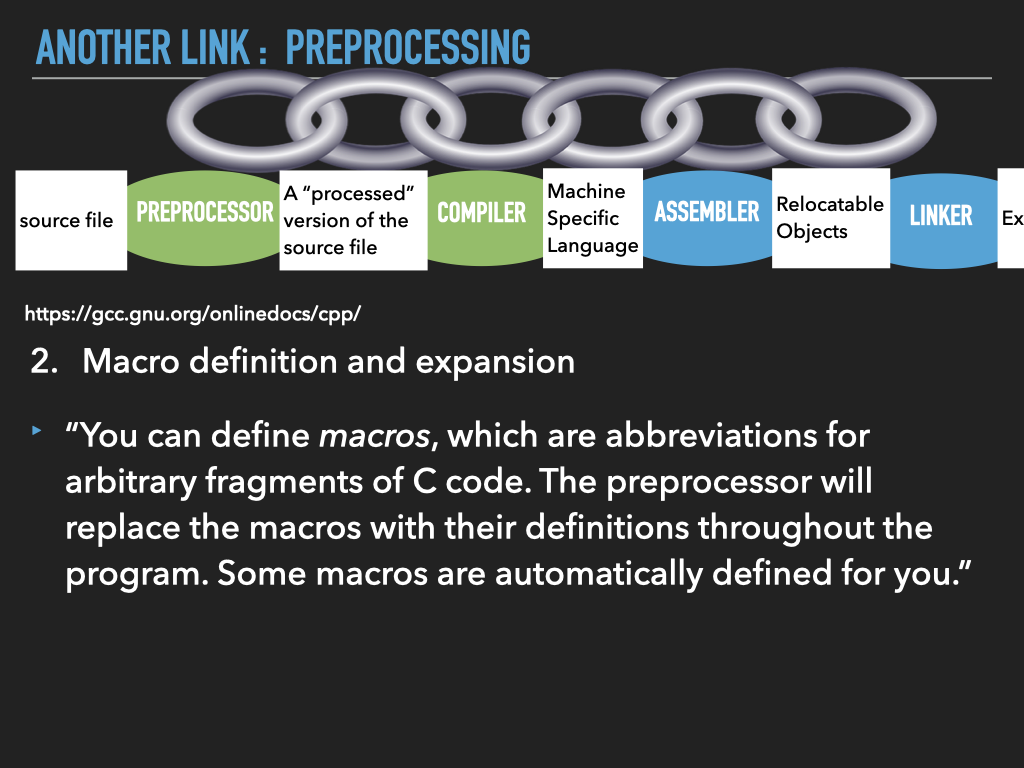 ANOTHER LINK : PREPROCESSING
source file
PREPROCESSOR
A “processed”
version of the
source file
COMPILER
Machine
Specific
Language
ASSEMBLER
Relocatable
Objects
LINKER
Ex
https://gcc.gnu.org/onlinedocs/cpp/
2. Macro definition and expansion
‣ “You can define macros, which are abbreviations for
arbitrary fragments of C code. The preprocessor will
replace the macros with their definitions throughout the
program. Some macros are automatically defined for you.”